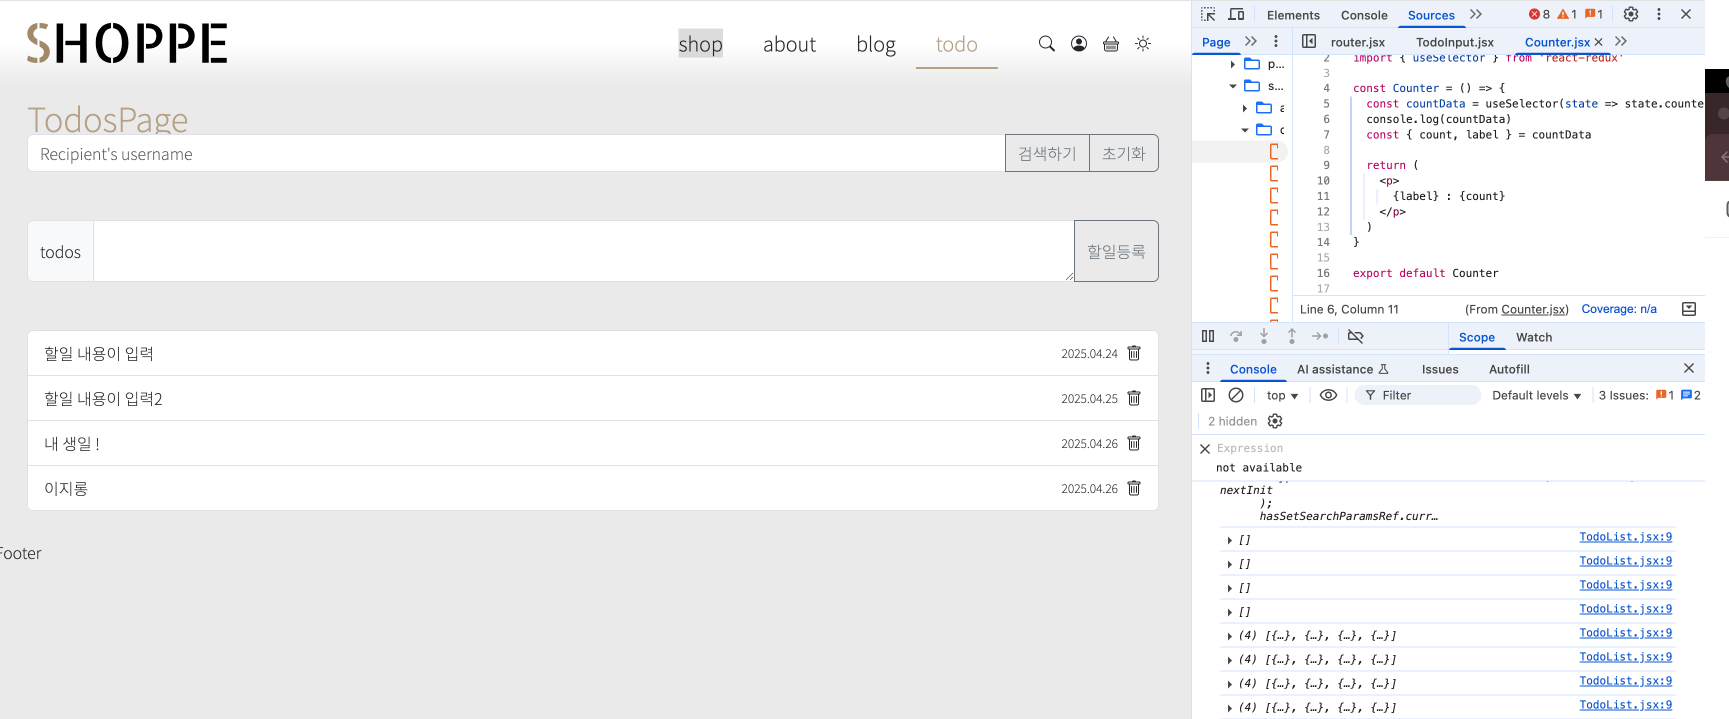 SHOPPE
shop
about
blog
todo
TodosPage
Recipient's username
검색하기
초기화
todos
할일등록
할일 내용이 입력
2025.04.24
할일 내용이 입력2
2025.04.25
내 생일 !
2025.04.26
이지롱
2025.04.26
Footer
Elements
Console
Sources
8
1
1
Page
router.jsx
TodoInput.jsx
Counter.jsx
p...
s...
2 import { useSelector } from 'react-redux'
3
4 const Counter = () => {
5 const countData = useSelector(state => state.counte
6 console.log(countData)
7 const { count, label } = countData
8
9 return (
10 <p>
11 {label} : {count}
12 </p>
13 )
14 }
15
16 export default Counter
17
Line 6, Column 11
(From Counter.jsx)
Coverage: n/a
Scope
Watch
Console
AI assistance
Issues
Autofill
top
Filter
Default levels
3 Issues:
1
2
2 hidden
Expression
not available
nextInit
);
hasSetSearchParamsRef.curr…
[] TodoList.jsx:9
[] TodoList.jsx:9
[] TodoList.jsx:9
[] TodoList.jsx:9
(4) [{…}, {…}, {…}, {…}] TodoList.jsx:9
(4) [{…}, {…}, {…}, {…}] TodoList.jsx:9
(4) [{…}, {…}, {…}, {…}] TodoList.jsx:9
(4) [{…}, {…}, {…}, {…}] TodoList.jsx:9